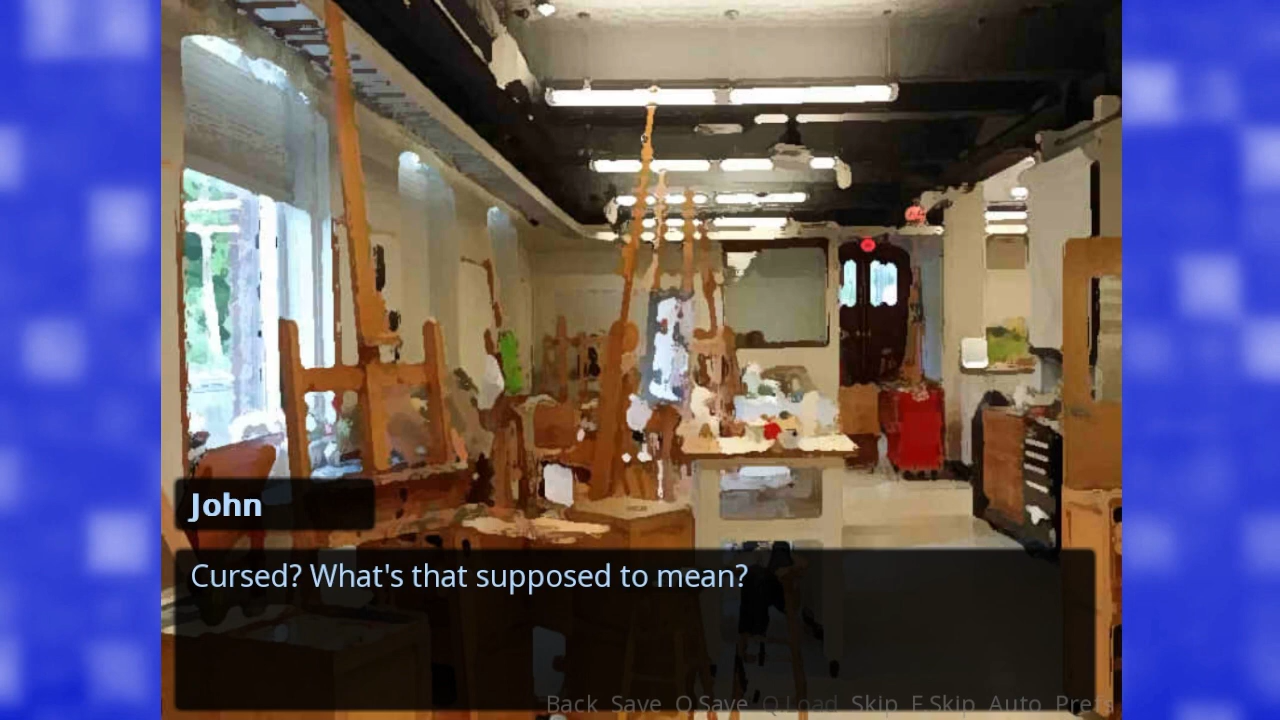 John
Cursed? What's that supposed to mean?
Back Save Q.Save Q.Load Skip F.Skip Auto Prefs